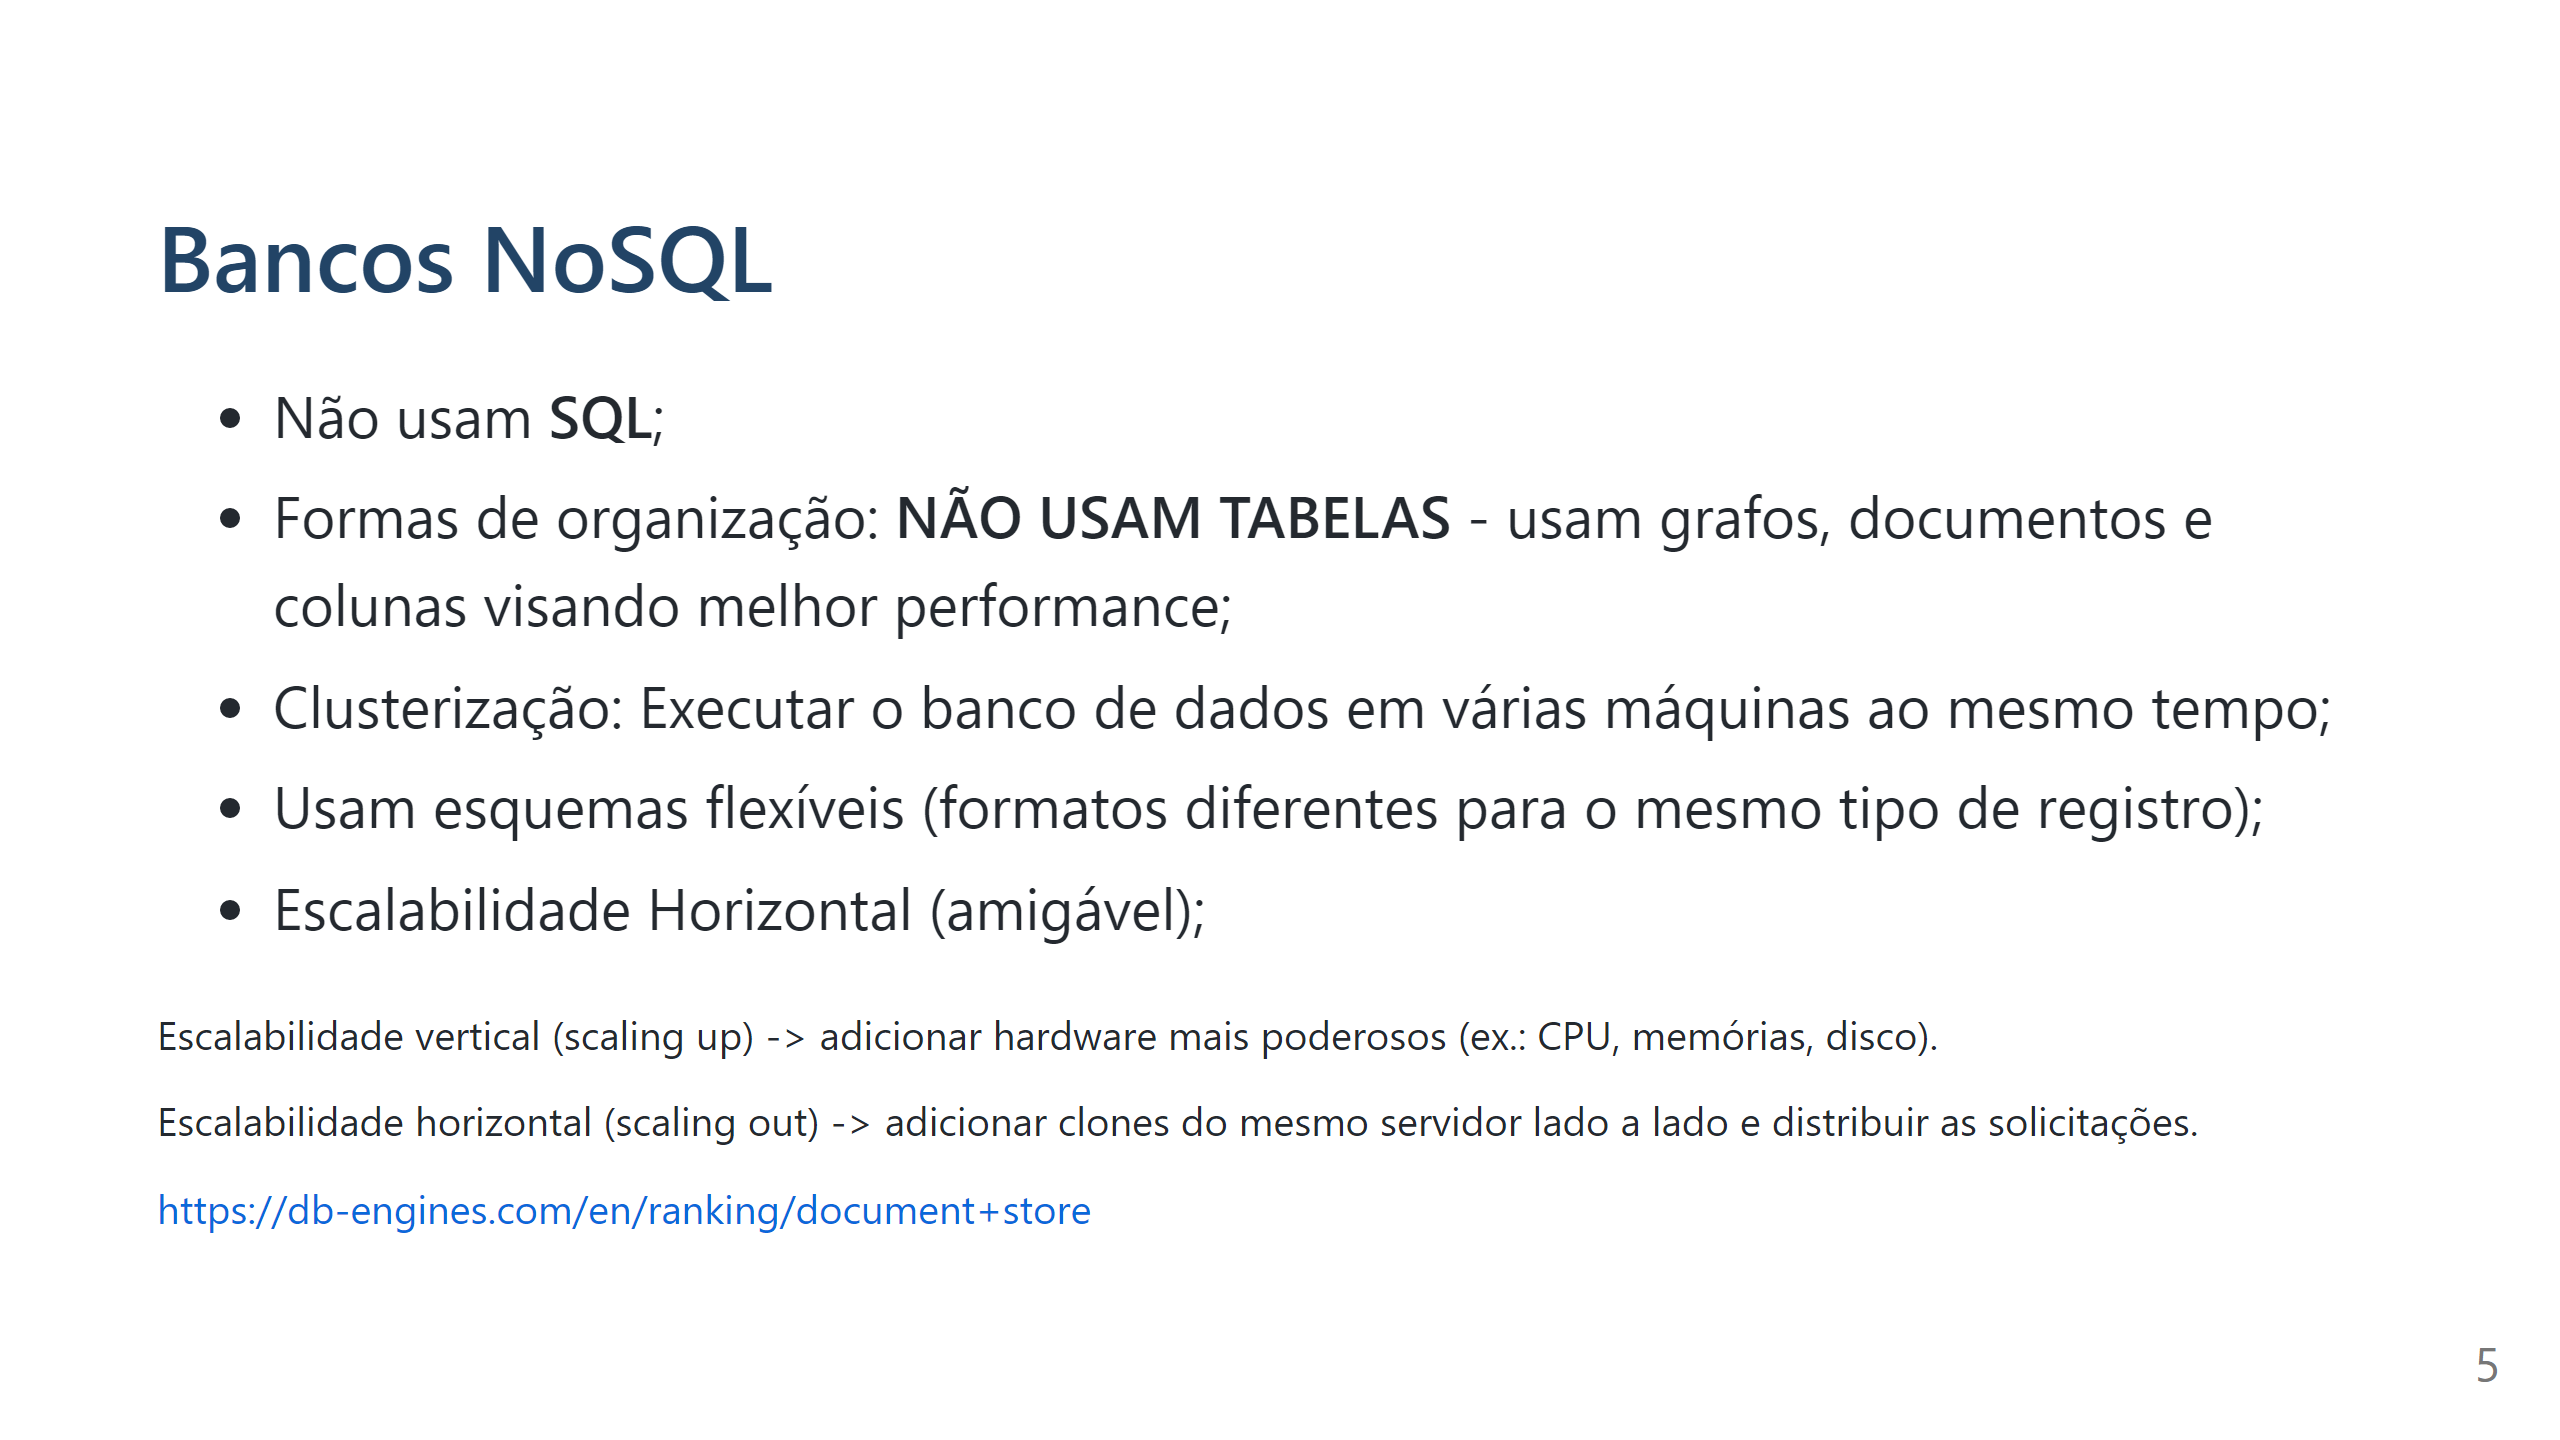 Bancos NoSQL
• Não usam SQL;
• Formas de organização: NÃO USAM TABELAS - usam grafos, documentos e
colunas visando melhor performance;
• Clusterização: Executar o banco de dados em várias máquinas ao mesmo tempo;
• Usam esquemas flexíveis (formatos diferentes para o mesmo tipo de registro);
• Escalabilidade Horizontal (amigável);
Escalabilidade vertical (scaling up) -> adicionar hardware mais poderosos (ex.: CPU, memórias, disco).
Escalabilidade horizontal (scaling out) -> adicionar clones do mesmo servidor lado a lado e distribuir as solicitações.
https://db-engines.com/en/ranking/document+store
5